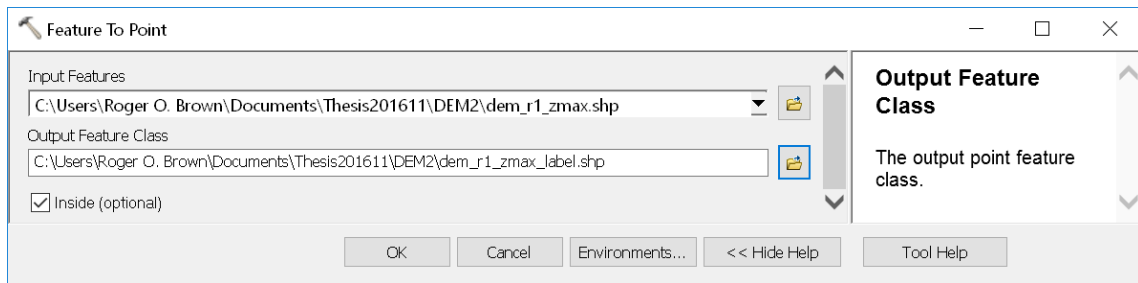 Feature To Point
Input Features
C:\Users\Roger O. Brown\Documents\Thesis201611\DEM2\dem_r1_zmax.shp
Output Feature Class
C:\Users\Roger O. Brown\Documents\Thesis201611\DEM2\dem_r1_zmax_label.shp
Inside (optional)
Output Feature
Class
The output point feature
class.
OK
Cancel
Environments...
<< Hide Help
Tool Help